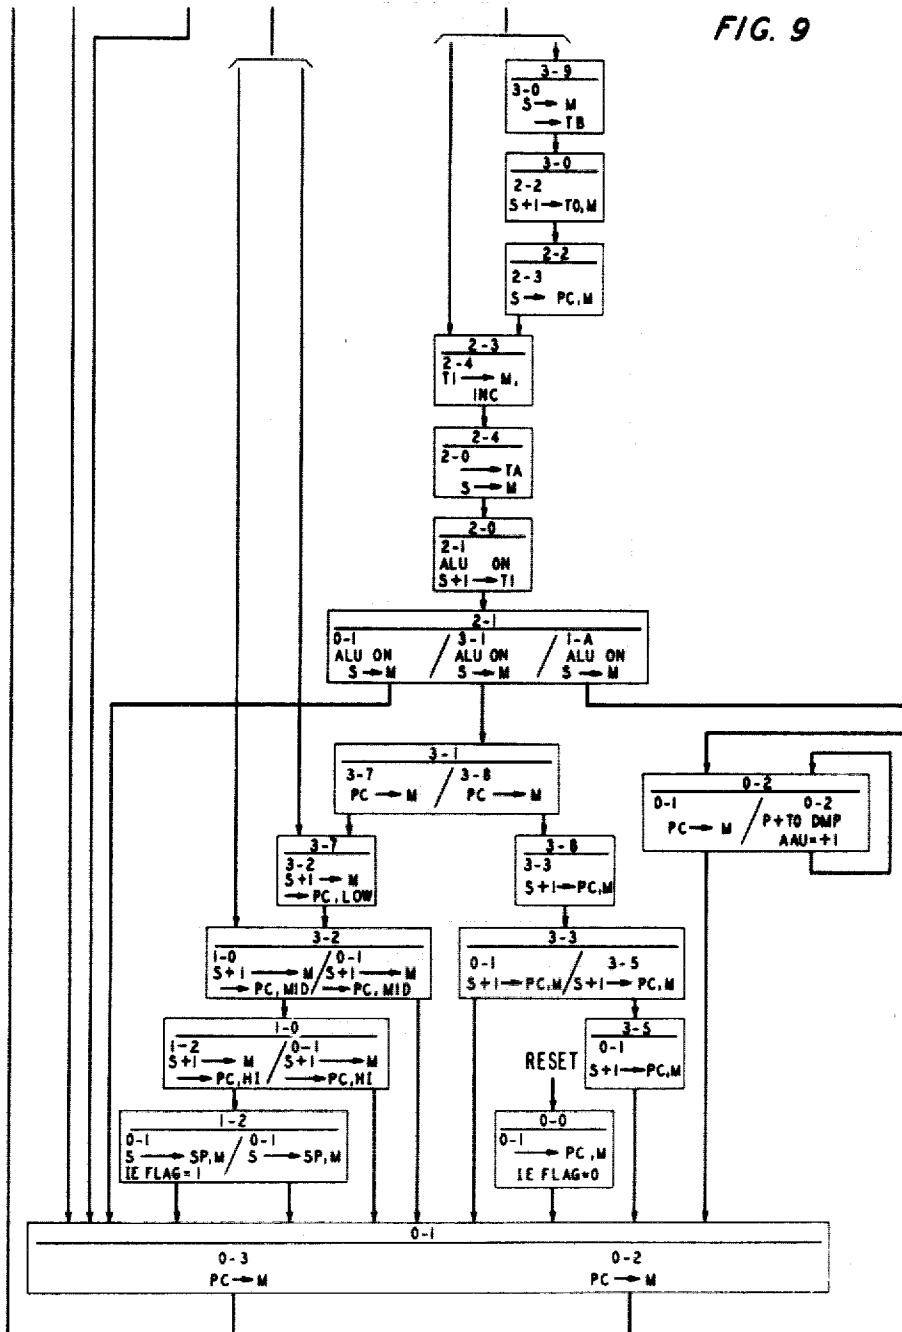 FIG. 9
3-9
3-0
S → M
→ TB
3-0
2-2
S+1 → T0,M
2-2
2-3
S → PC,M
2-3
2-4
T1 → M,
INC
2-4
2-0
→ TA
S → M
2-0
2-1
ALU ON
S+1 → T1
2-1
0-1 / 3-1 / 1-A
ALU ON ALU ON ALU ON
S → M S → M S → M
3-1
3-7 / 3-8
PC → M PC → M
0-2
0-1 / 0-2
PC → M P+T0 DMP
AAU=+1
3-7
3-2
S+1 → M
→ PC,LOW
3-8
3-3
S+1 → PC,M
3-2
1-0 / 0-1
S+1 → M S+1 → M
→ PC,MID → PC,MID
3-3
0-1 / 3-5
S+1 → PC,M S+1 → PC,M
1-0
1-2 / 0-1
S+1 → M S+1 → M
→ PC,HI → PC,HI
3-5
0-1
S+1 → PC,M
RESET
1-2
0-1 / 0-1
S → SP,M S → SP,M
IE FLAG=1
0-0
0-1
→ PC,M
IE FLAG=0
0-1
0-3 0-2
PC → M PC → M